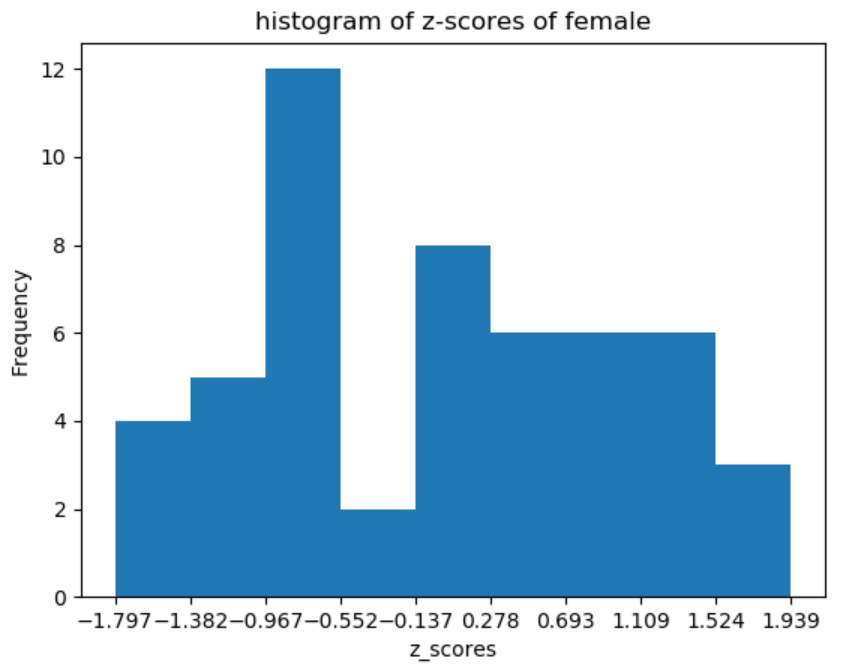 histogram of z-scores of female
12
10
8
6
4
2
0
Frequency
−1.797−1.382−0.967−0.552−0.137 0.278 0.693 1.109 1.524 1.939
z_scores